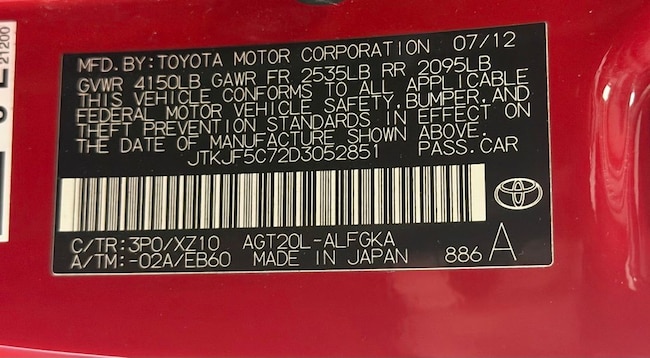 21200
MFD.BY:TOYOTA MOTOR CORPORATION 07/12
GVWR 4150LB GAWR FR 2535LB RR 2095LB
THIS VEHICLE CONFORMS TO ALL APPLICABLE
FEDERAL MOTOR VEHICLE SAFETY,BUMPER,AND
THEFT PREVENTION STANDARDS IN EFFECT ON
THE DATE OF MANUFACTURE SHOWN ABOVE.
JTKJF5C72D3052851 PASS.CAR
C/TR:3P0/XZ10 AGT20L-ALFGKA
A/TM:-02A/EB60 MADE IN JAPAN 886 A